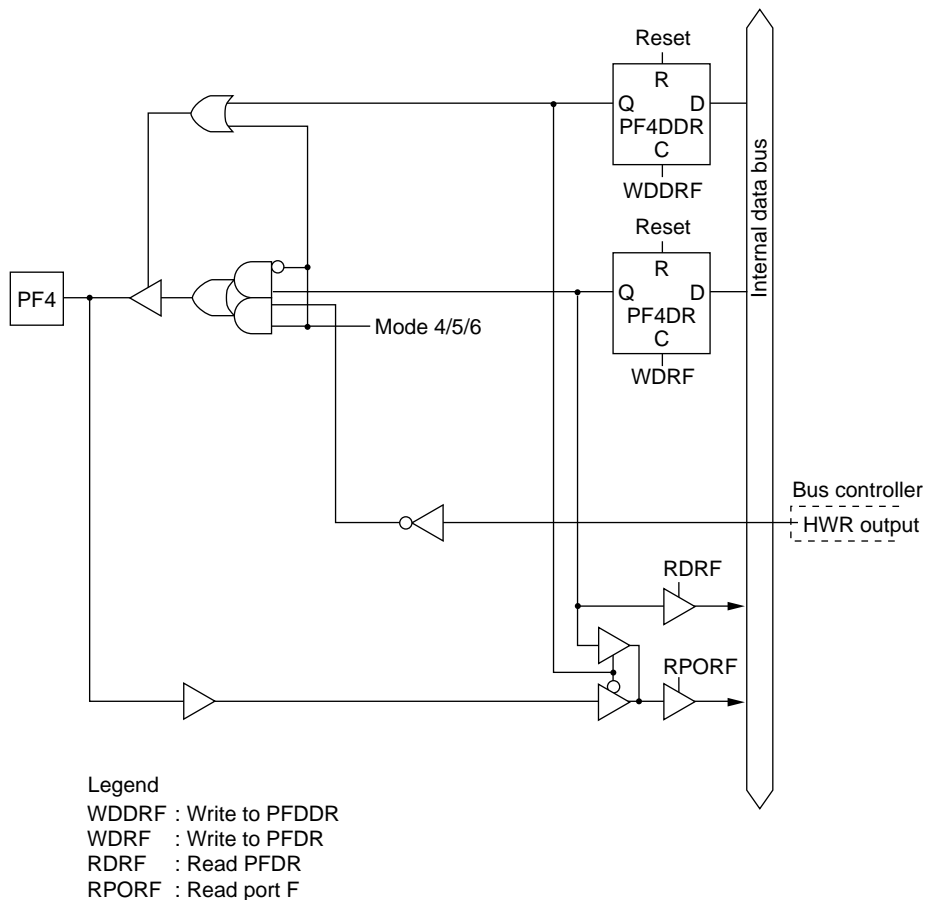 Reset
R
Q D
PF4DDR
C
WDDRF
Reset
R
Q D
PF4DR
C
WDRF
Internal data bus
PF4
Mode 4/5/6
Bus controller
HWR output
RDRF
RPORF
Legend
WDDRF : Write to PFDDR
WDRF : Write to PFDR
RDRF : Read PFDR
RPORF : Read port F